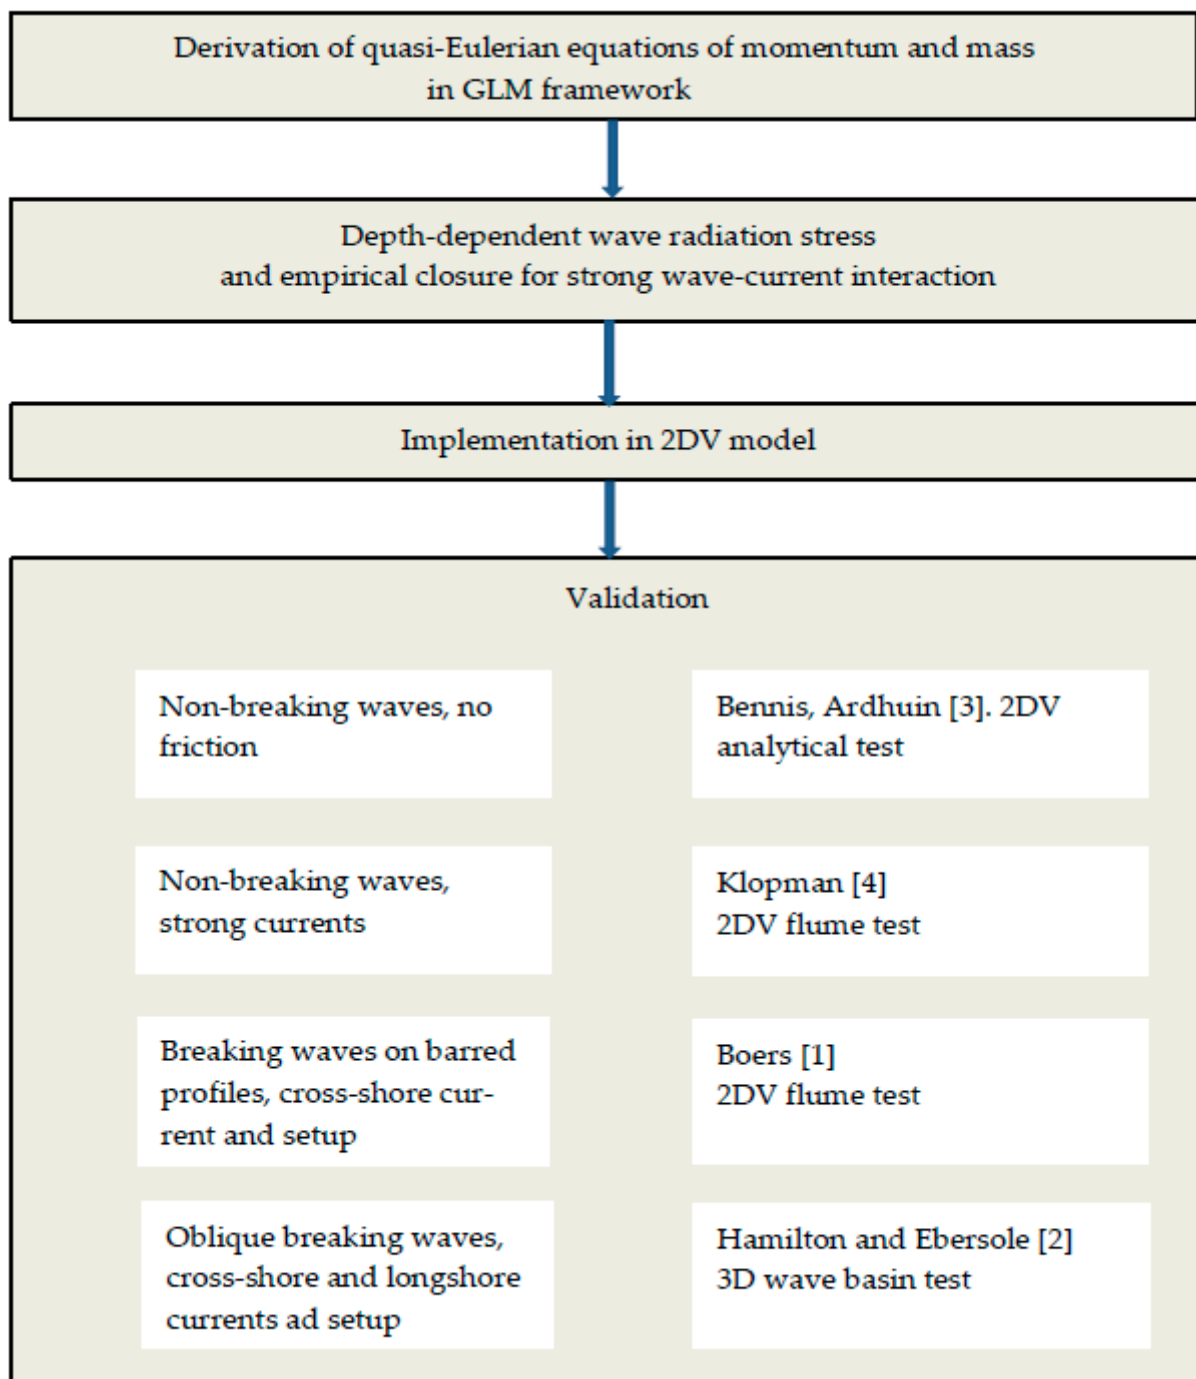 Derivation of quasi-Eulerian equations of momentum and mass
in GLM framework
Depth-dependent wave radiation stress
and empirical closure for strong wave-current interaction
Implementation in 2DV model
Validation
Non-breaking waves, no
friction
Bennis, Ardhuin [3]. 2DV
analytical test
Non-breaking waves,
strong currents
Klopman [4]
2DV flume test
Breaking waves on barred
profiles, cross-shore cur-
rent and setup
Boers [1]
2DV flume test
Oblique breaking waves,
cross-shore and longshore
currents ad setup
Hamilton and Ebersole [2]
3D wave basin test